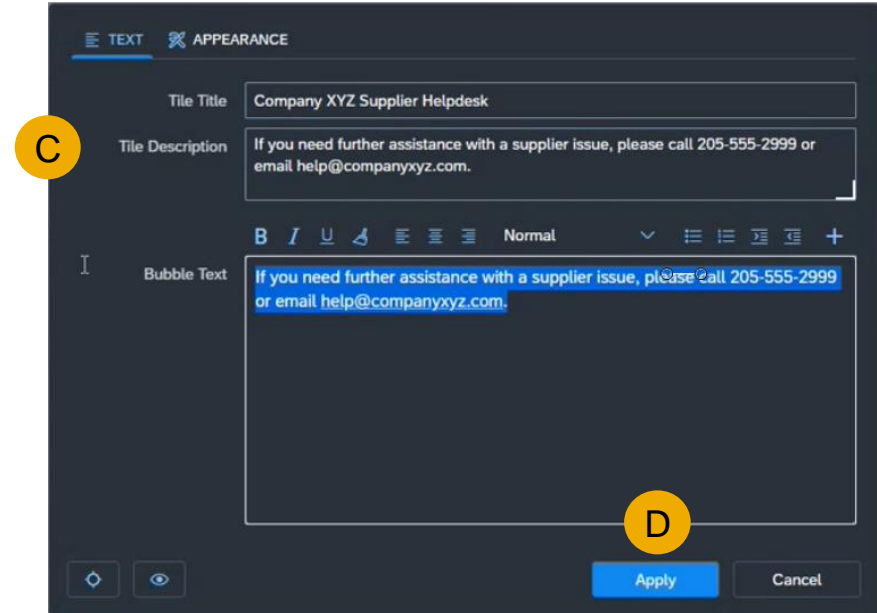 TEXT APPEARANCE
Tile Title Company XYZ Supplier Helpdesk
C
Tile Description If you need further assistance with a supplier issue, please call 205-555-2999 or
email help@companyxyz.com.
B I U Normal
Bubble Text If you need further assistance with a supplier issue, please call 205-555-2999
or email help@companyxyz.com.
D
Apply Cancel